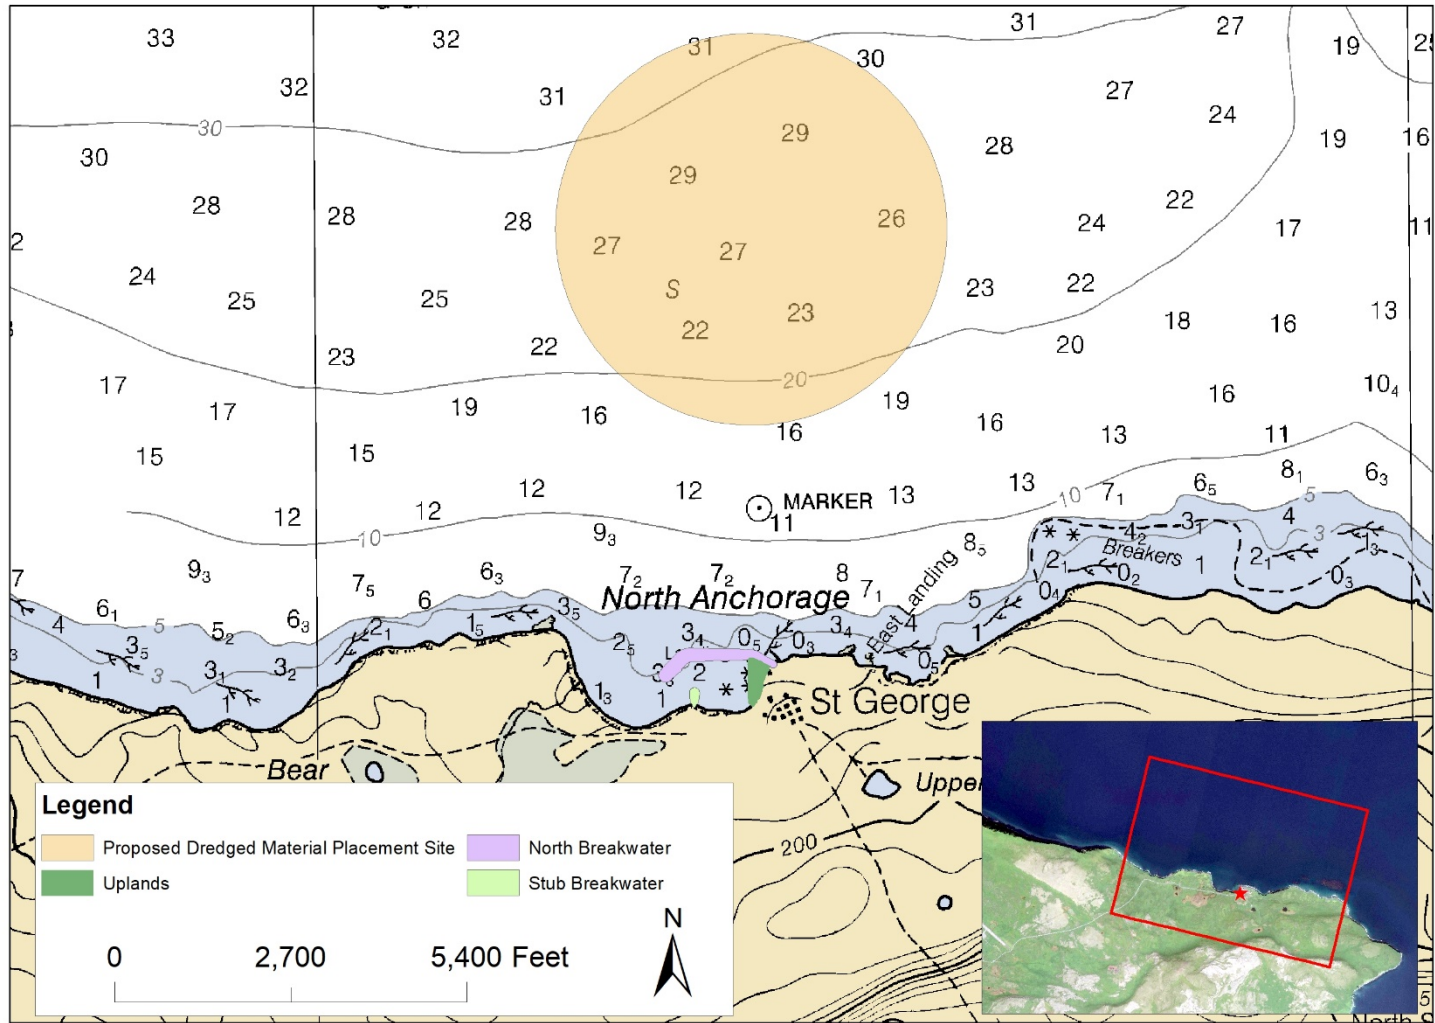 33 32 31 31 27 19
32 31 30 27 24 19 16
30
30 29 28
28 28 28 29 26 24 22 17 11
2 24 25 25 27 27 23 22
S
23 22 22 23 20 18 16 13
20
17 17 19 16 19 16 16 10₄
15 15 16 13 11
12 12 12 12 13 13 7₁ 6₅ 8₁ 6₃
MARKER
11
10
10
5
9₃ 9₃ 8₅ 4₂ 3₁ 4 3
Breakers
7 7₅ 6₃ 7₂ 7₂ 8 7₁ 2₁ 0₂ 1 2₁ 1₃ 0₃
North Anchorage
East Landing
6₁ 5 5₂ 6₃ 6 3₅ 5 0₄
4 3₅ 2₁ 1₅ 2₅ 3₄ 0₅ 0₃ 3₄ 4 1
1 3 3₁ 3₂ 1 1₃ 1 2 0₅
St George
Bear
Upper
200
Legend
Proposed Dredged Material Placement Site
North Breakwater
Uplands
Stub Breakwater
N
0 2,700 5,400 Feet